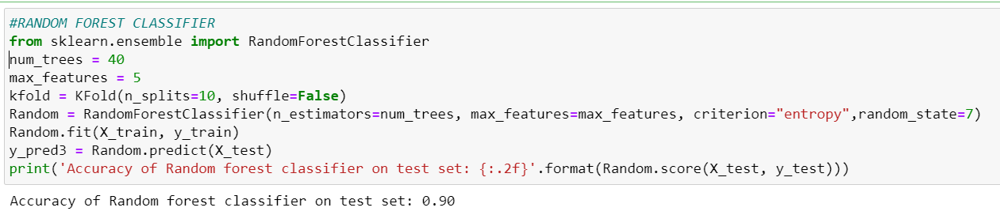 #RANDOM FOREST CLASSIFIER
from sklearn.ensemble import RandomForestClassifier
num_trees = 40
max_features = 5
kfold = KFold(n_splits=10, shuffle=False)
Random = RandomForestClassifier(n_estimators=num_trees, max_features=max_features, criterion="entropy",random_state=7)
Random.fit(X_train, y_train)
y_pred3 = Random.predict(X_test)
print('Accuracy of Random forest classifier on test set: {:.2f}'.format(Random.score(X_test, y_test)))
Accuracy of Random forest classifier on test set: 0.90